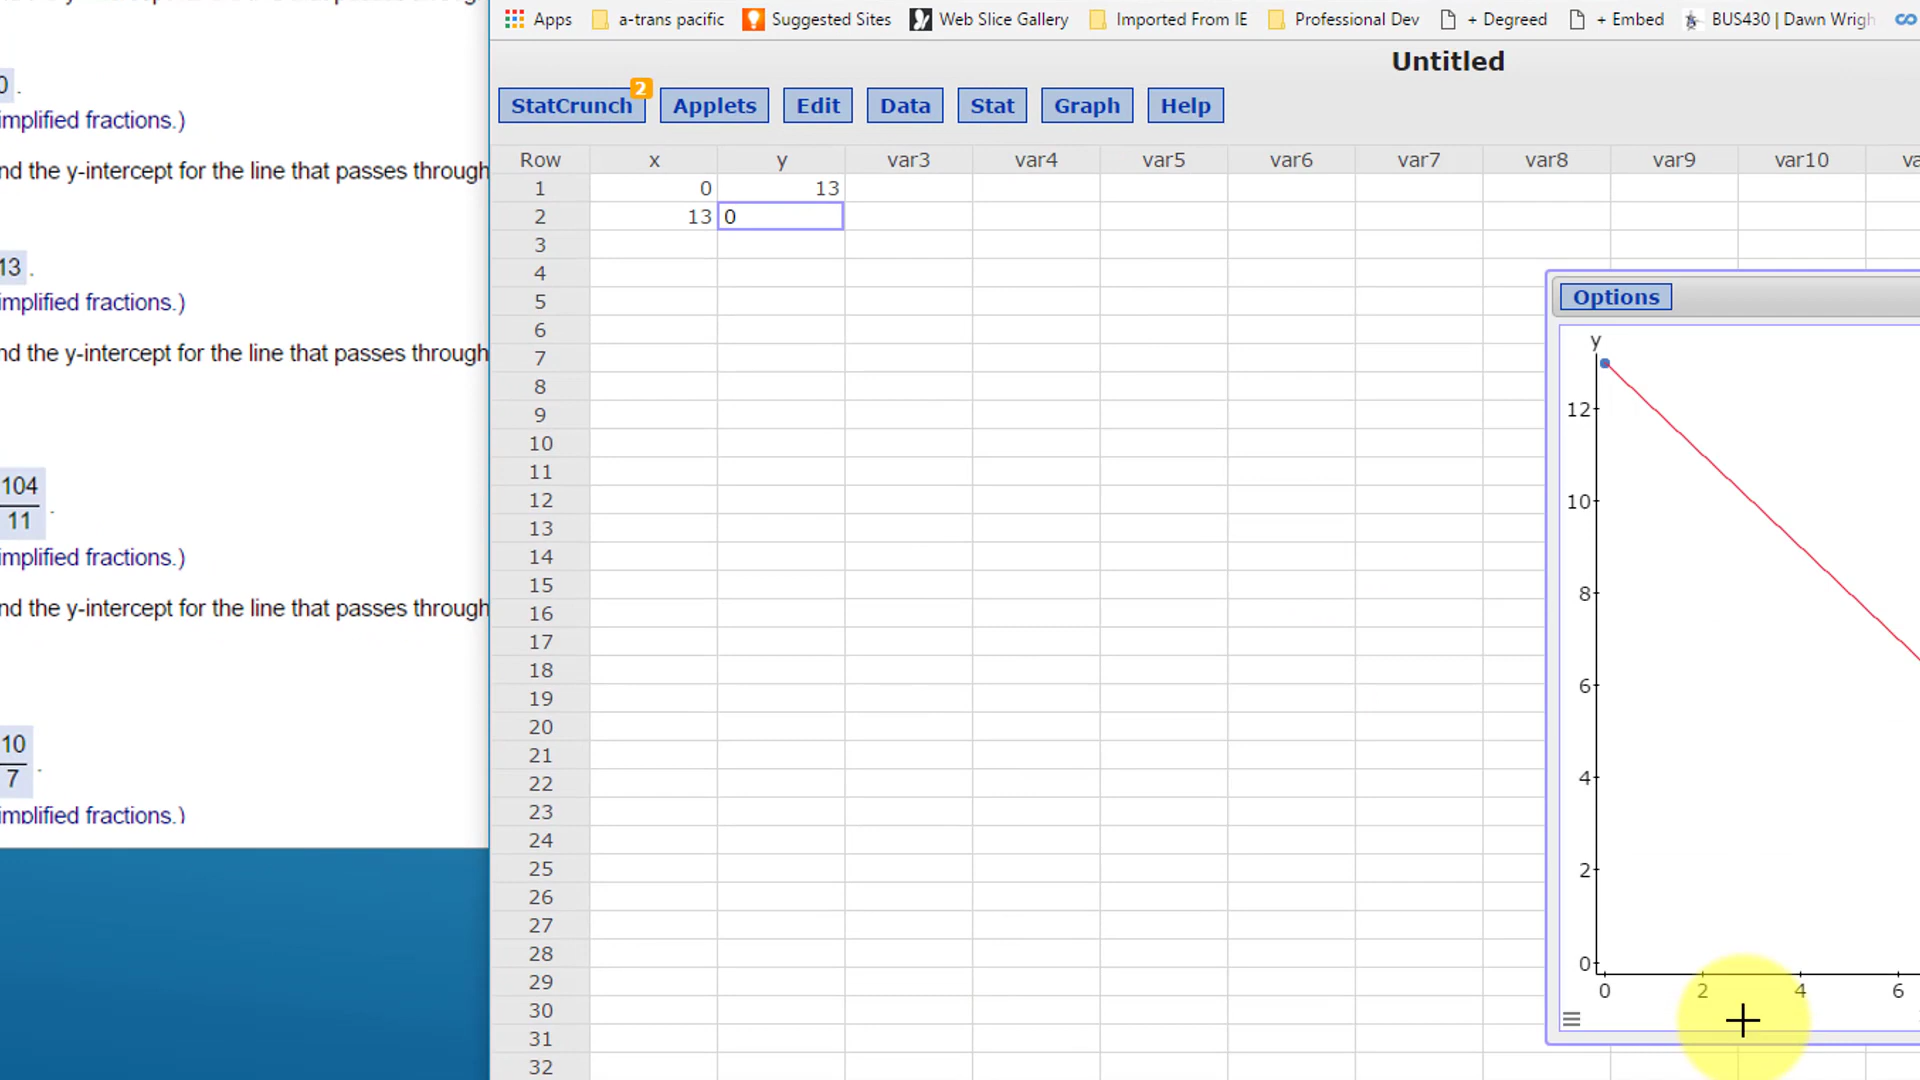 0 .
implified fractions.)
nd the y-intercept for the line that passes through
13 .
implified fractions.)
nd the y-intercept for the line that passes through
104
11 .
implified fractions.)
nd the y-intercept for the line that passes through
10
7 .
implified fractions.)
Apps a-trans pacific Suggested Sites Web Slice Gallery Imported From IE Professional Dev + Degreed + Embed BUS430 | Dawn Wrigh
Untitled
StatCrunch 2 Applets Edit Data Stat Graph Help
Row x y var3 var4 var5 var6 var7 var8 var9 var10
1 0 13
2 13 0
3
4
5
6
7
8
9
10
11
12
13
14
15
16
17
18
19
20
21
22
23
24
25
26
27
28
29
30
31
32
Options
y
12
10
8
6
4
2
0
0 2 4 6